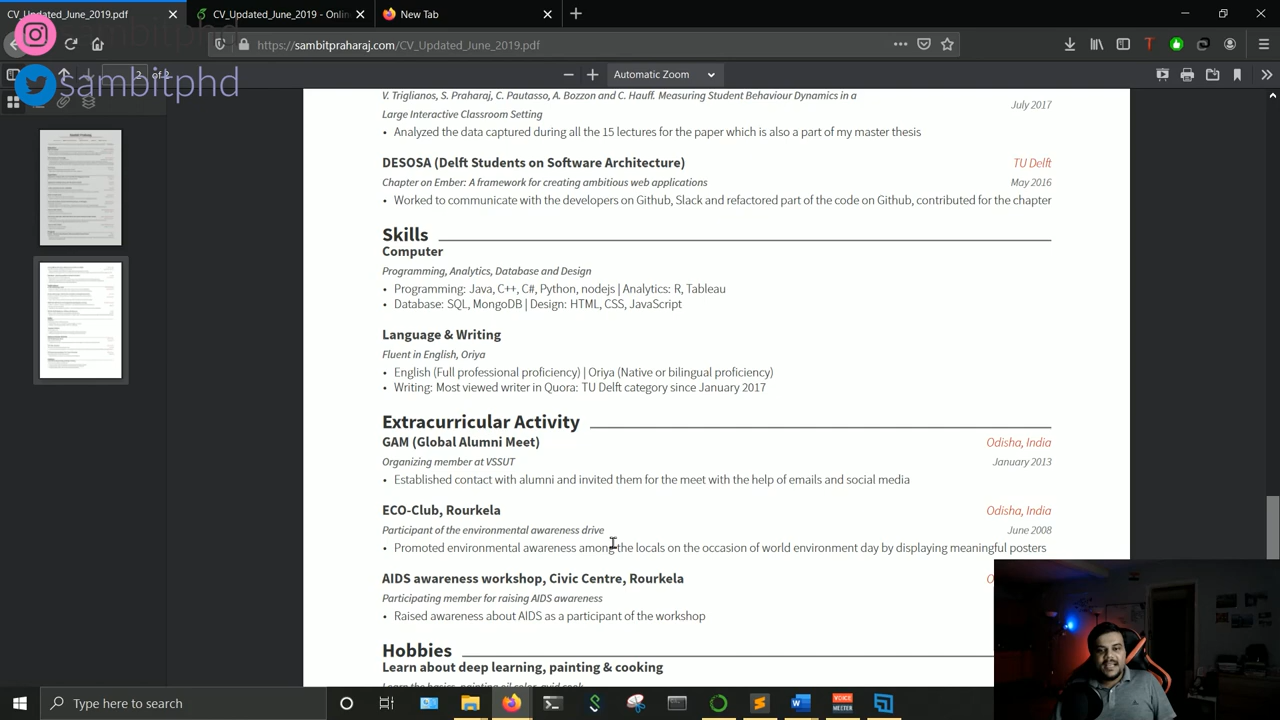 CV_Updated_June_2019.pdf
CV_Updated_June_2019 - Onlin
New Tab
https://sambitpraharaj.com/CV_Updated_June_2019.pdf
sambitphd
Automatic Zoom
V. Triglianos, S. Praharaj, C. Pautasso, A. Bozzon and C. Hauff. Measuring Student Behaviour Dynamics in a
Large Interactive Classroom Setting
July 2017
• Analyzed the data captured during all the 15 lectures for the paper which is also a part of my master thesis
DESOSA (Delft Students on Software Architecture)
TU Delft
Chapter on Ember: A framework for creating ambitious web applications
May 2016
• Worked to communicate with the developers on Github, Slack and refactored part of the code on Github, contributed for the chapter
Skills
Computer
Programming, Analytics, Database and Design
• Programming: Java, C++, C#, Python, nodejs | Analytics: R, Tableau
• Database: SQL, MongoDB | Design: HTML, CSS, JavaScript
Language & Writing
Fluent in English, Oriya
• English (Full professional proficiency) | Oriya (Native or bilingual proficiency)
• Writing: Most viewed writer in Quora: TU Delft category since January 2017
Extracurricular Activity
GAM (Global Alumni Meet)
Odisha, India
Organizing member at VSSUT
January 2013
• Established contact with alumni and invited them for the meet with the help of emails and social media
ECO-Club, Rourkela
Odisha, India
Participant of the environmental awareness drive
June 2008
• Promoted environmental awareness among the locals on the occasion of world environment day by displaying meaningful posters
AIDS awareness workshop, Civic Centre, Rourkela
Participating member for raising AIDS awareness
• Raised awareness about AIDS as a participant of the workshop
Hobbies
Learn about deep learning, painting & cooking
Type here to search
VOICE
MEETER